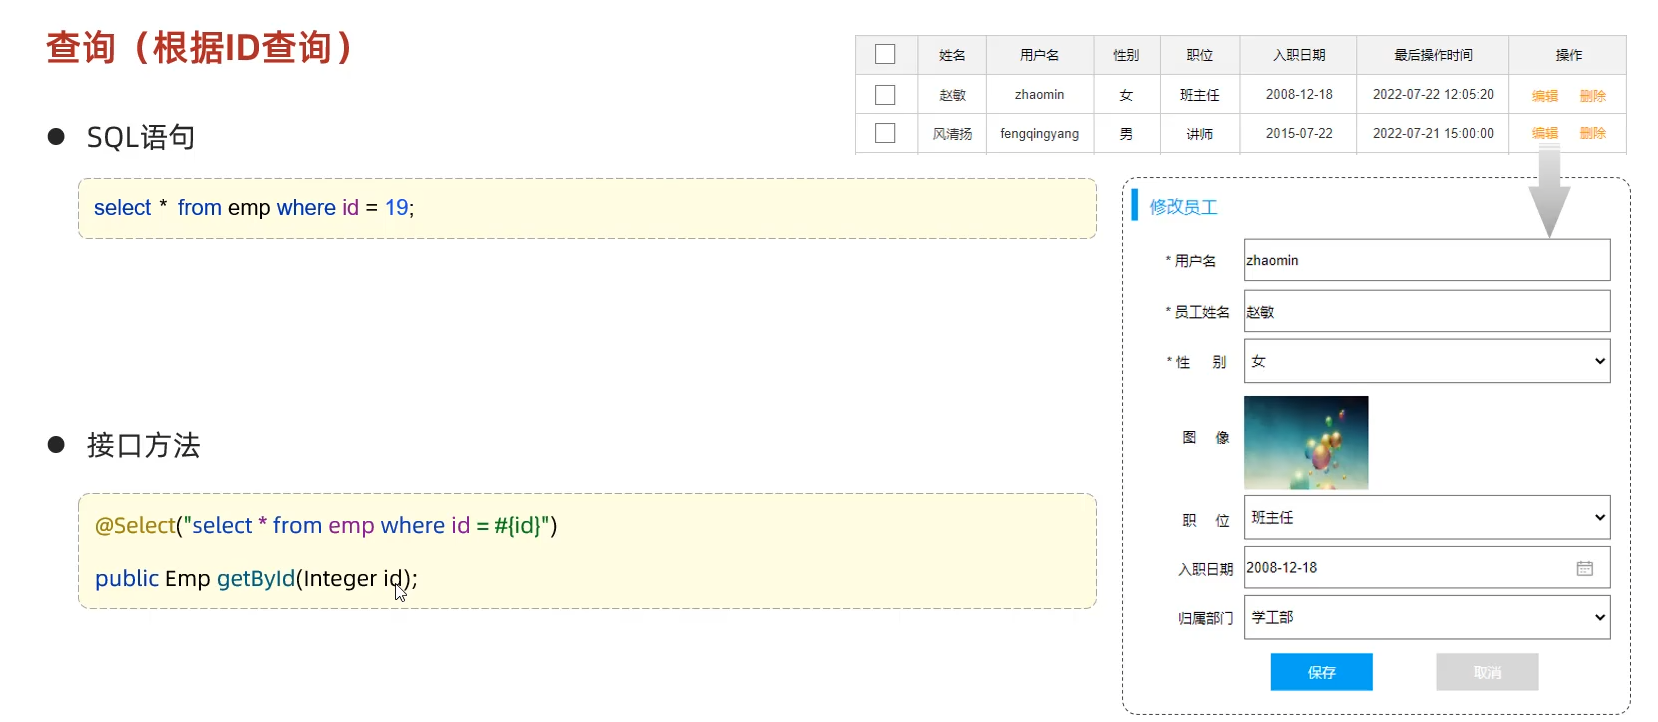 查询（根据ID查询）
SQL语句
select * from emp where id = 19;
接口方法
@Select("select * from emp where id = #{id}")
public Emp getById(Integer id);
姓名 用户名 性别 职位 入职日期 最后操作时间 操作
赵敏 zhaomin 女 班主任 2008-12-18 2022-07-22 12:05:20 编辑 删除
风清扬 fengqingyang 男 讲师 2015-07-22 2022-07-21 15:00:00 编辑 删除
修改员工
* 用户名 zhaomin
* 员工姓名 赵敏
* 性 别 女
图 像
职 位 班主任
入职日期 2008-12-18
归属部门 学工部
保存 取消